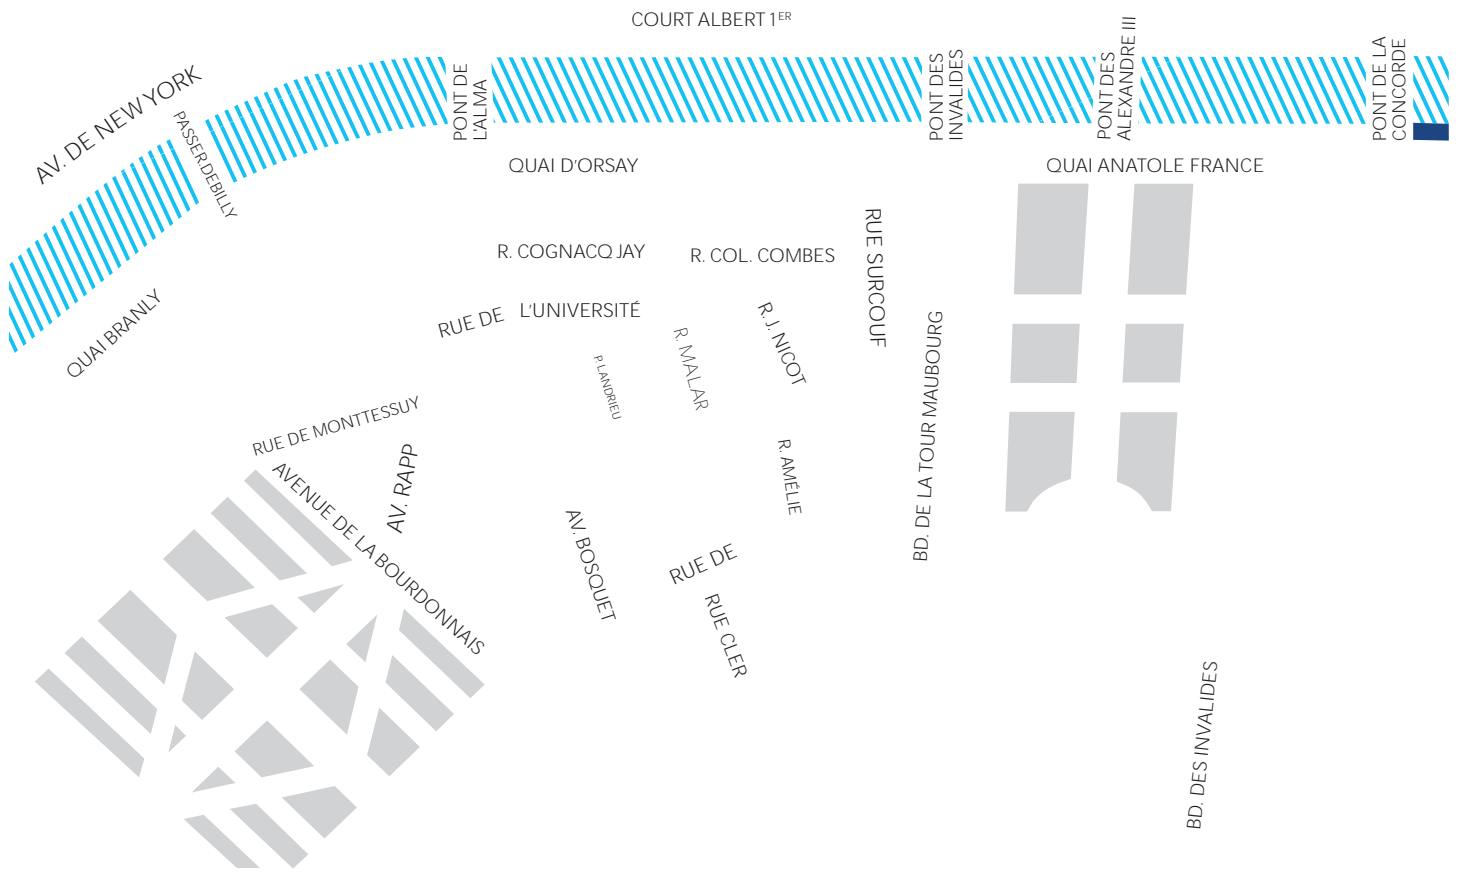 COURT ALBERT 1ER
AV. DE NEW YORK
PASSER.DEBILLY
PONT DE
L'ALMA
PONT DES
INVALIDES
PONT DES
ALEXANDRE III
PONT DE LA
CONCORDE
QUAI D'ORSAY
QUAI ANATOLE FRANCE
QUAI BRANLY
R. COGNACQ JAY
R. COL. COMBES
RUE SURCOUF
RUE DE
L'UNIVERSITÉ
P.LANDRIEU
R. MALAR
R. J. NICOT
BD. DE LA TOUR MAUBOURG
RUE DE MONTTESSUY
AVENUE DE LA BOURDONNAIS
AV. RAPP
R. AMÉLIE
AV. BOSQUET
RUE DE
RUE CLER
BD. DES INVALIDES